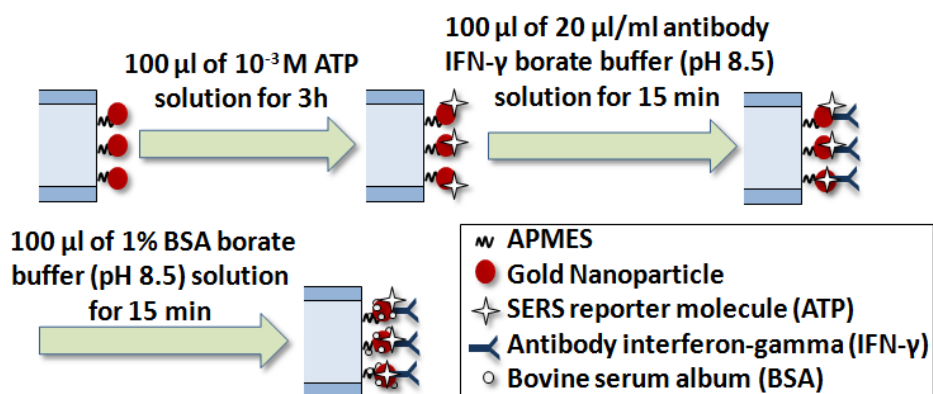 100 µl of 10⁻³ M ATP
solution for 3h
100 µl of 20 µl/ml antibody
IFN-γ borate buffer (pH 8.5)
solution for 15 min
100 µl of 1% BSA borate
buffer (pH 8.5) solution
for 15 min
APMES
Gold Nanoparticle
SERS reporter molecule (ATP)
Antibody interferon-gamma (IFN-γ)
Bovine serum album (BSA)